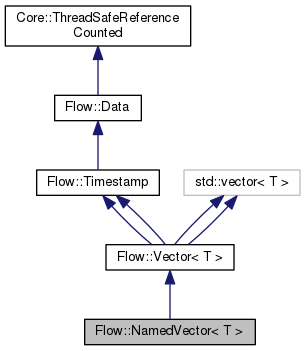 Core::ThreadSafeReference
Counted
Flow::Data
Flow::Timestamp
std::vector< T >
Flow::Vector< T >
Flow::NamedVector< T >